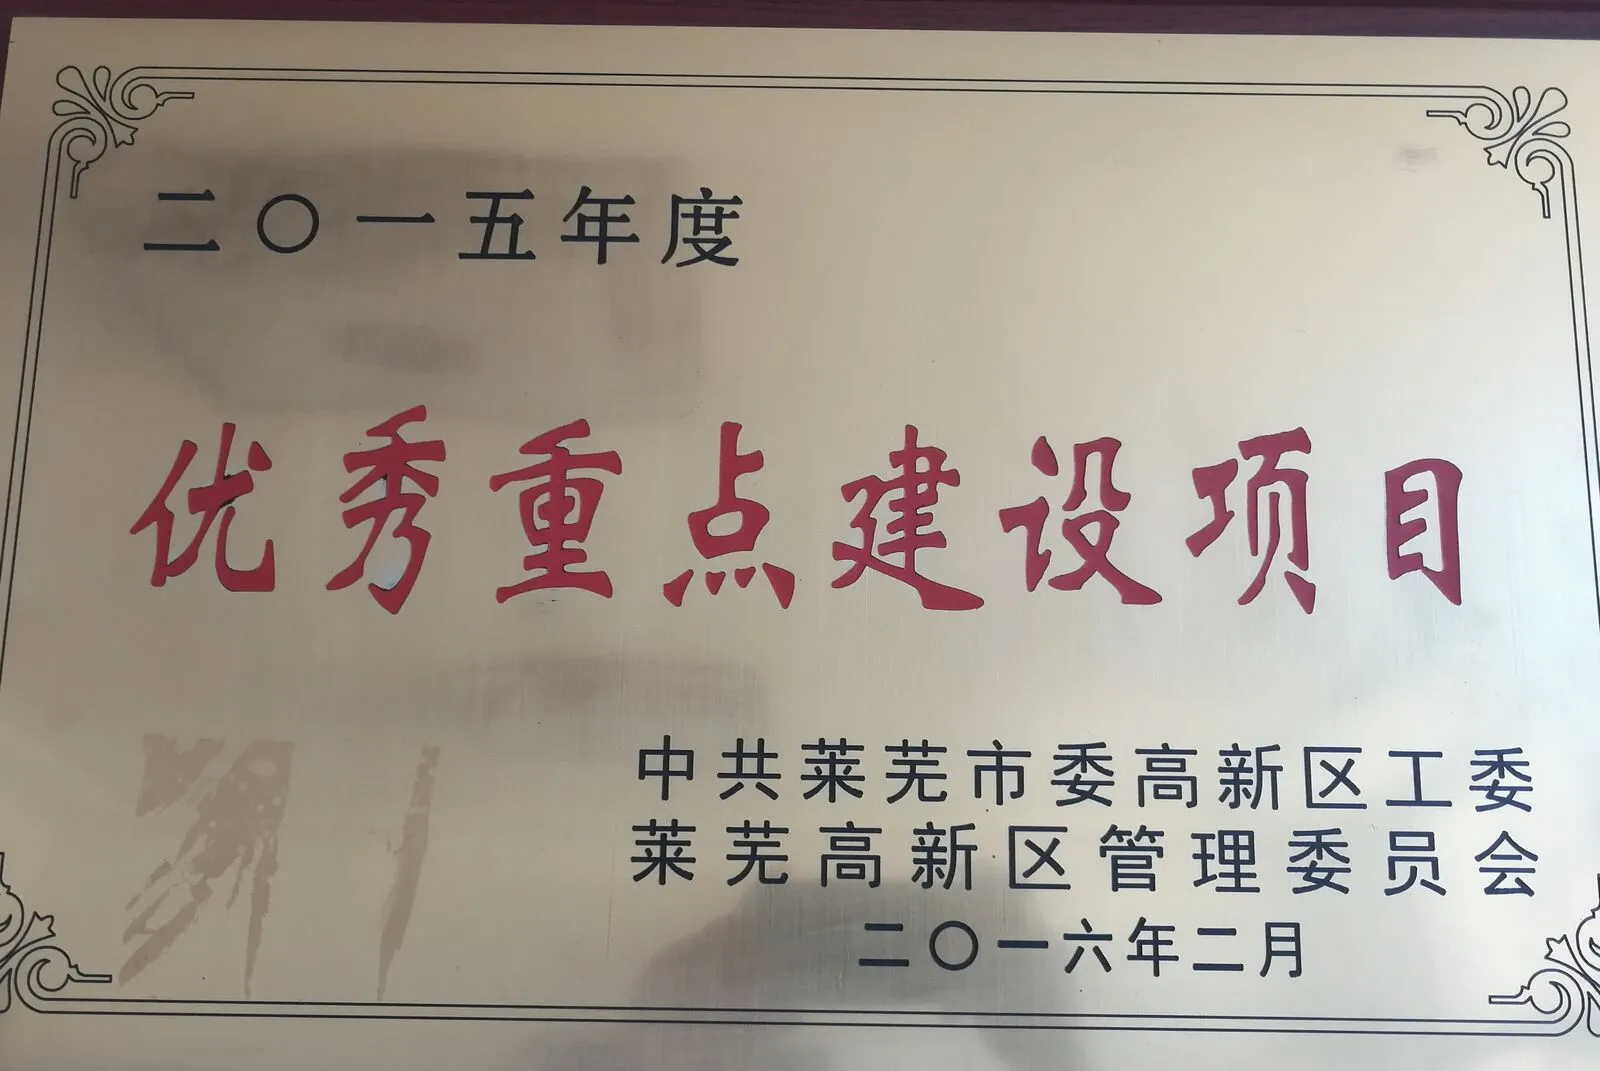 二〇一五年度
优秀重点建设项目
中共莱芜市委高新区工委
莱芜高新区管理委员会
二〇一六年二月